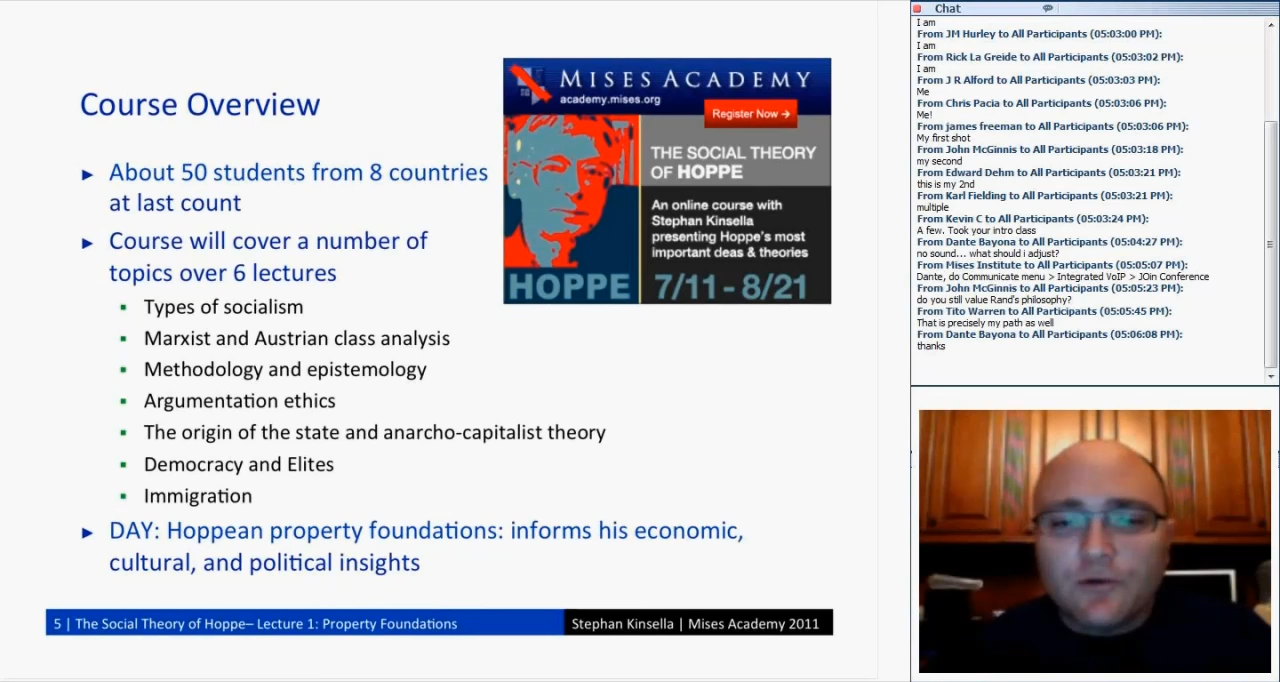 Course Overview
► About 50 students from 8 countries
at last count
► Course will cover a number of
topics over 6 lectures
▪ Types of socialism
▪ Marxist and Austrian class analysis
▪ Methodology and epistemology
▪ Argumentation ethics
▪ The origin of the state and anarcho-capitalist theory
▪ Democracy and Elites
▪ Immigration
► DAY: Hoppean property foundations: informs his economic,
cultural, and political insights
MISES ACADEMY
academy.mises.org
Register Now →
THE SOCIAL THEORY
OF HOPPE
An online course with
Stephan Kinsella
presenting Hoppe's most
important deas & theories
HOPPE
7/11 - 8/21
5 | The Social Theory of Hoppe– Lecture 1: Property Foundations
Stephan Kinsella | Mises Academy 2011
Chat
I am
From JM Hurley to All Participants (05:03:00 PM):
I am
From Rick La Greide to All Participants (05:03:02 PM):
I am
From J R Alford to All Participants (05:03:03 PM):
Me
From Chris Pacia to All Participants (05:03:06 PM):
Me!
From james freeman to All Participants (05:03:06 PM):
My first shot
From John McGinnis to All Participants (05:03:18 PM):
my second
From Edward Dehm to All Participants (05:03:21 PM):
this is my 2nd
From Karl Fielding to All Participants (05:03:21 PM):
multiple
From Kevin C to All Participants (05:03:24 PM):
A few. Took your intro class
From Dante Bayona to All Participants (05:04:27 PM):
no sound... what should i adjust?
From Mises Institute to All Participants (05:05:07 PM):
Dante, do Communicate menu > Integrated VoIP > JOin Conference
From John McGinnis to All Participants (05:05:23 PM):
do you still value Rand's philosophy?
From Tito Warren to All Participants (05:05:45 PM):
That is precisely my path as well
From Dante Bayona to All Participants (05:06:08 PM):
thanks